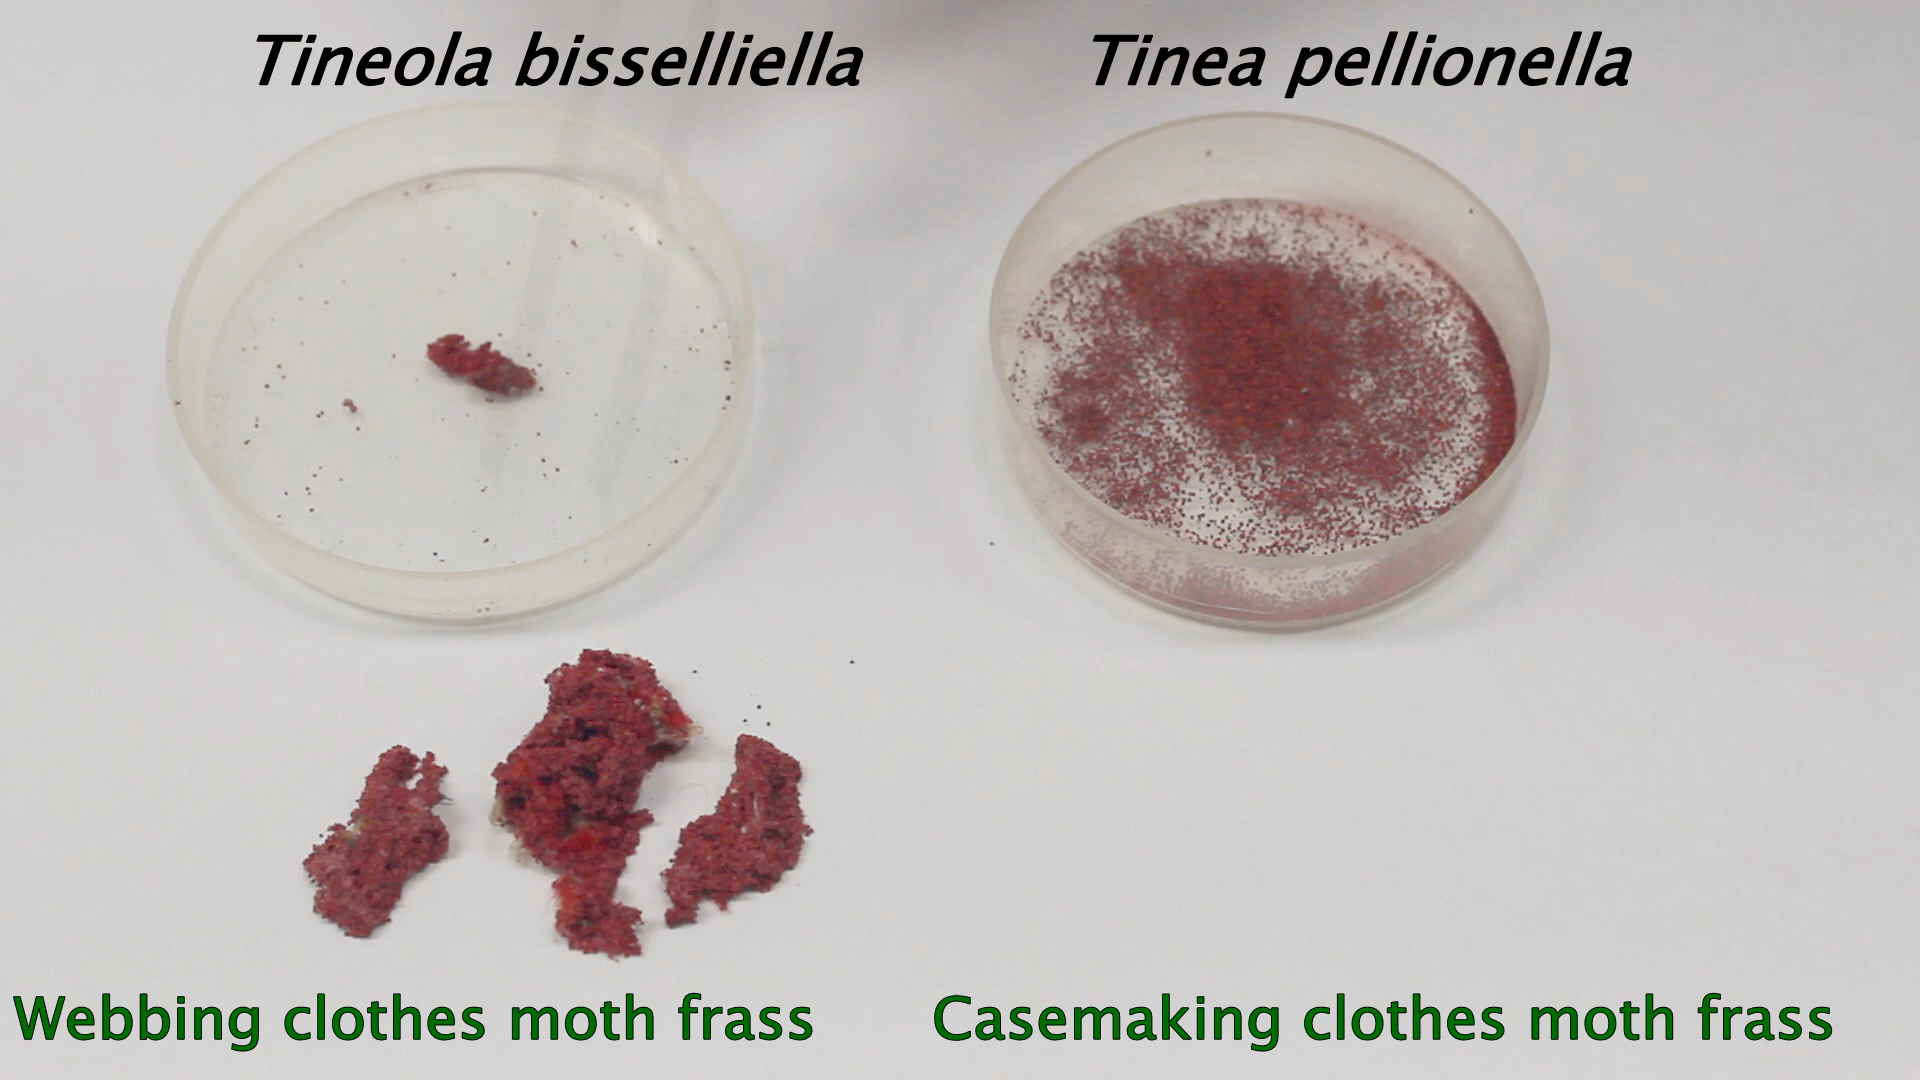 Tineola bisselliella
Tinea pellionella
Webbing clothes moth frass
Casemaking clothes moth frass